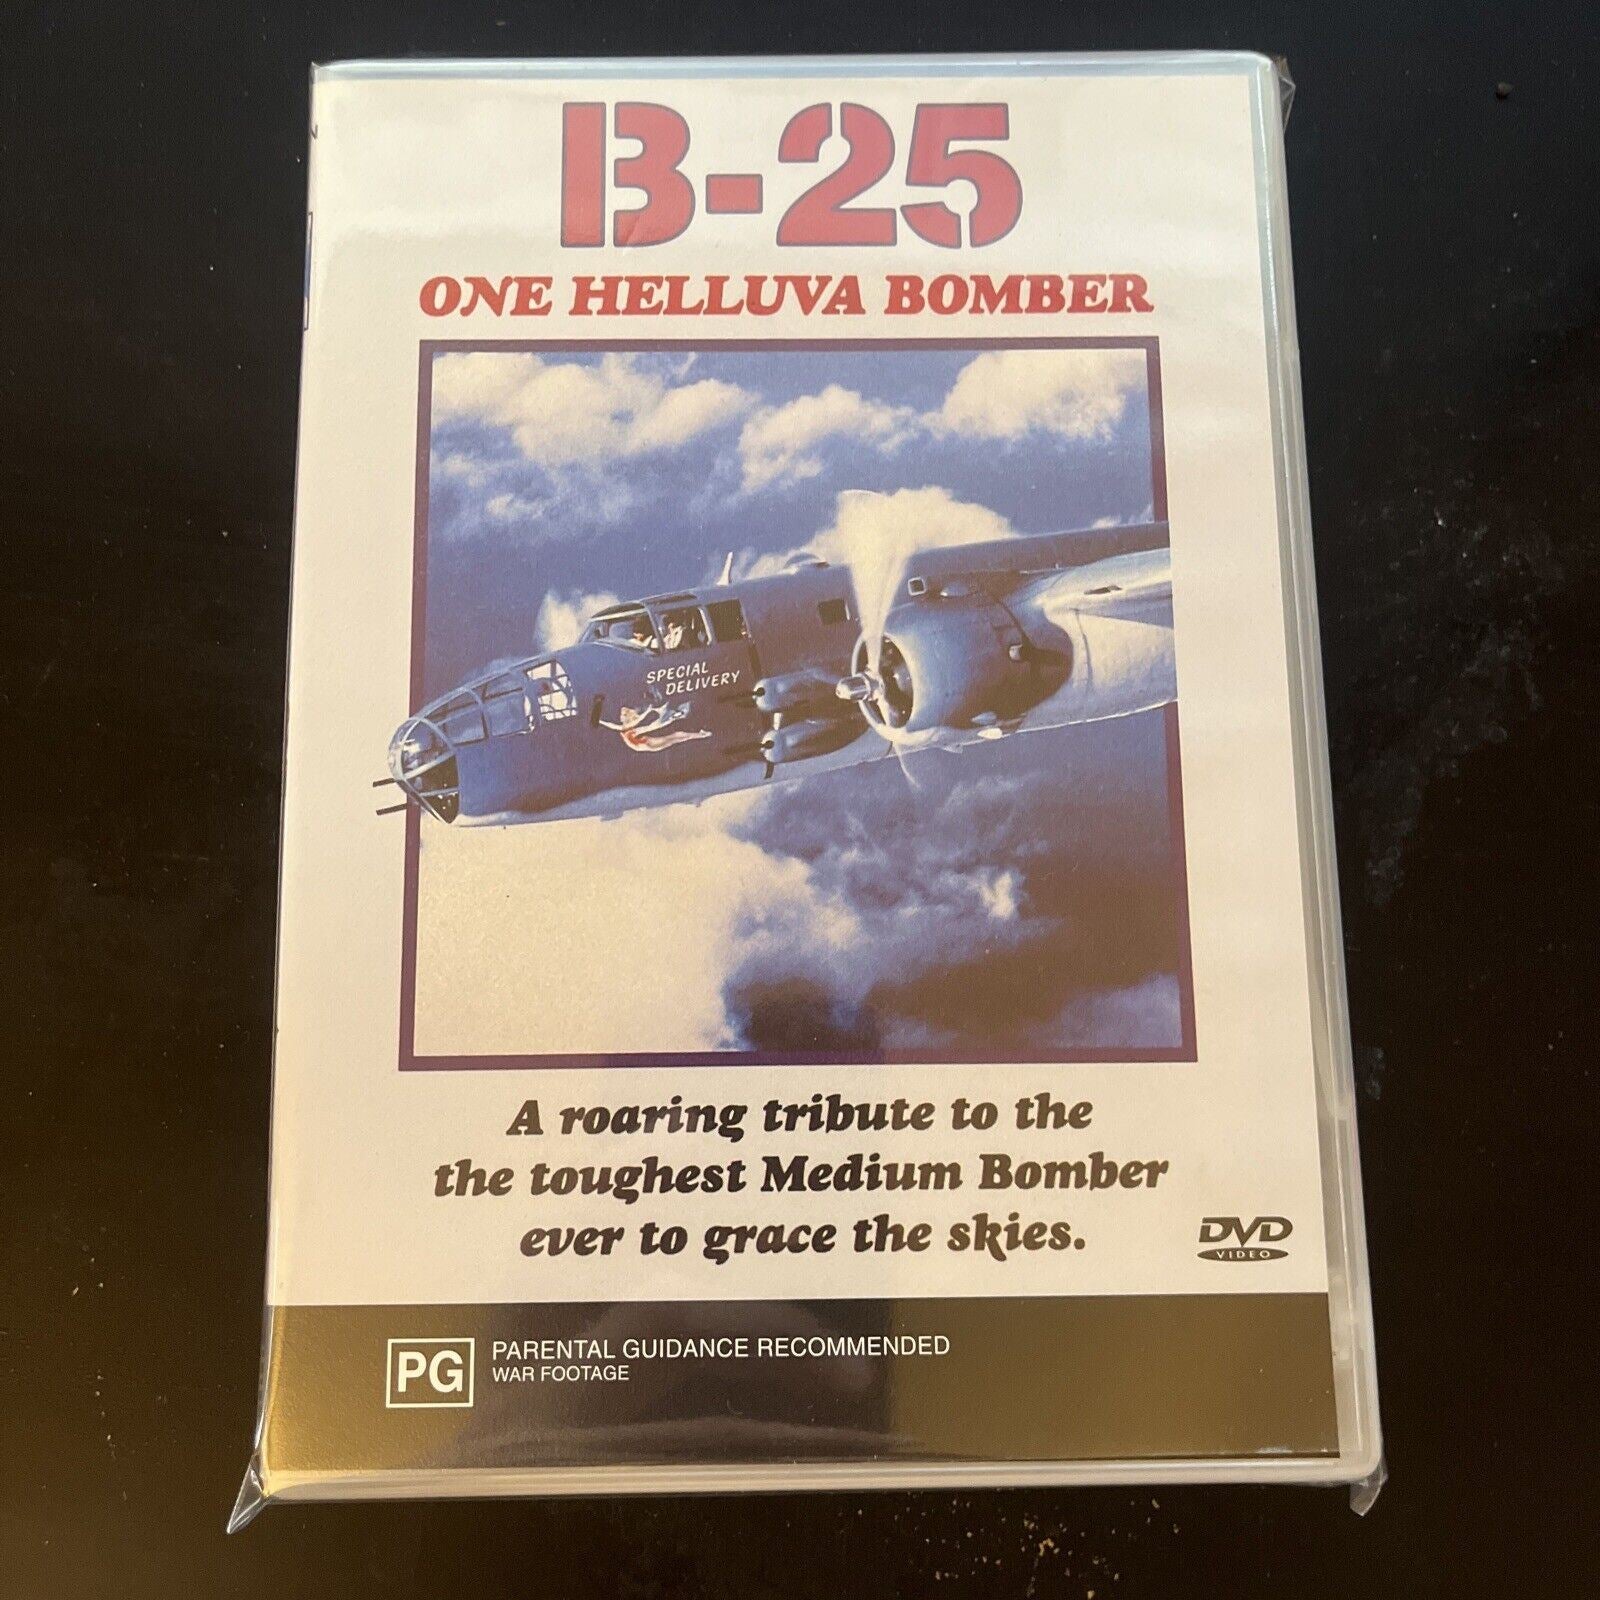 B-25
ONE HELLUVA BOMBER
SPECIAL
DELIVERY
A roaring tribute to the
the toughest Medium Bomber
ever to grace the skies.
DVD
VIDEO
PG
PARENTAL GUIDANCE RECOMMENDED
WAR FOOTAGE